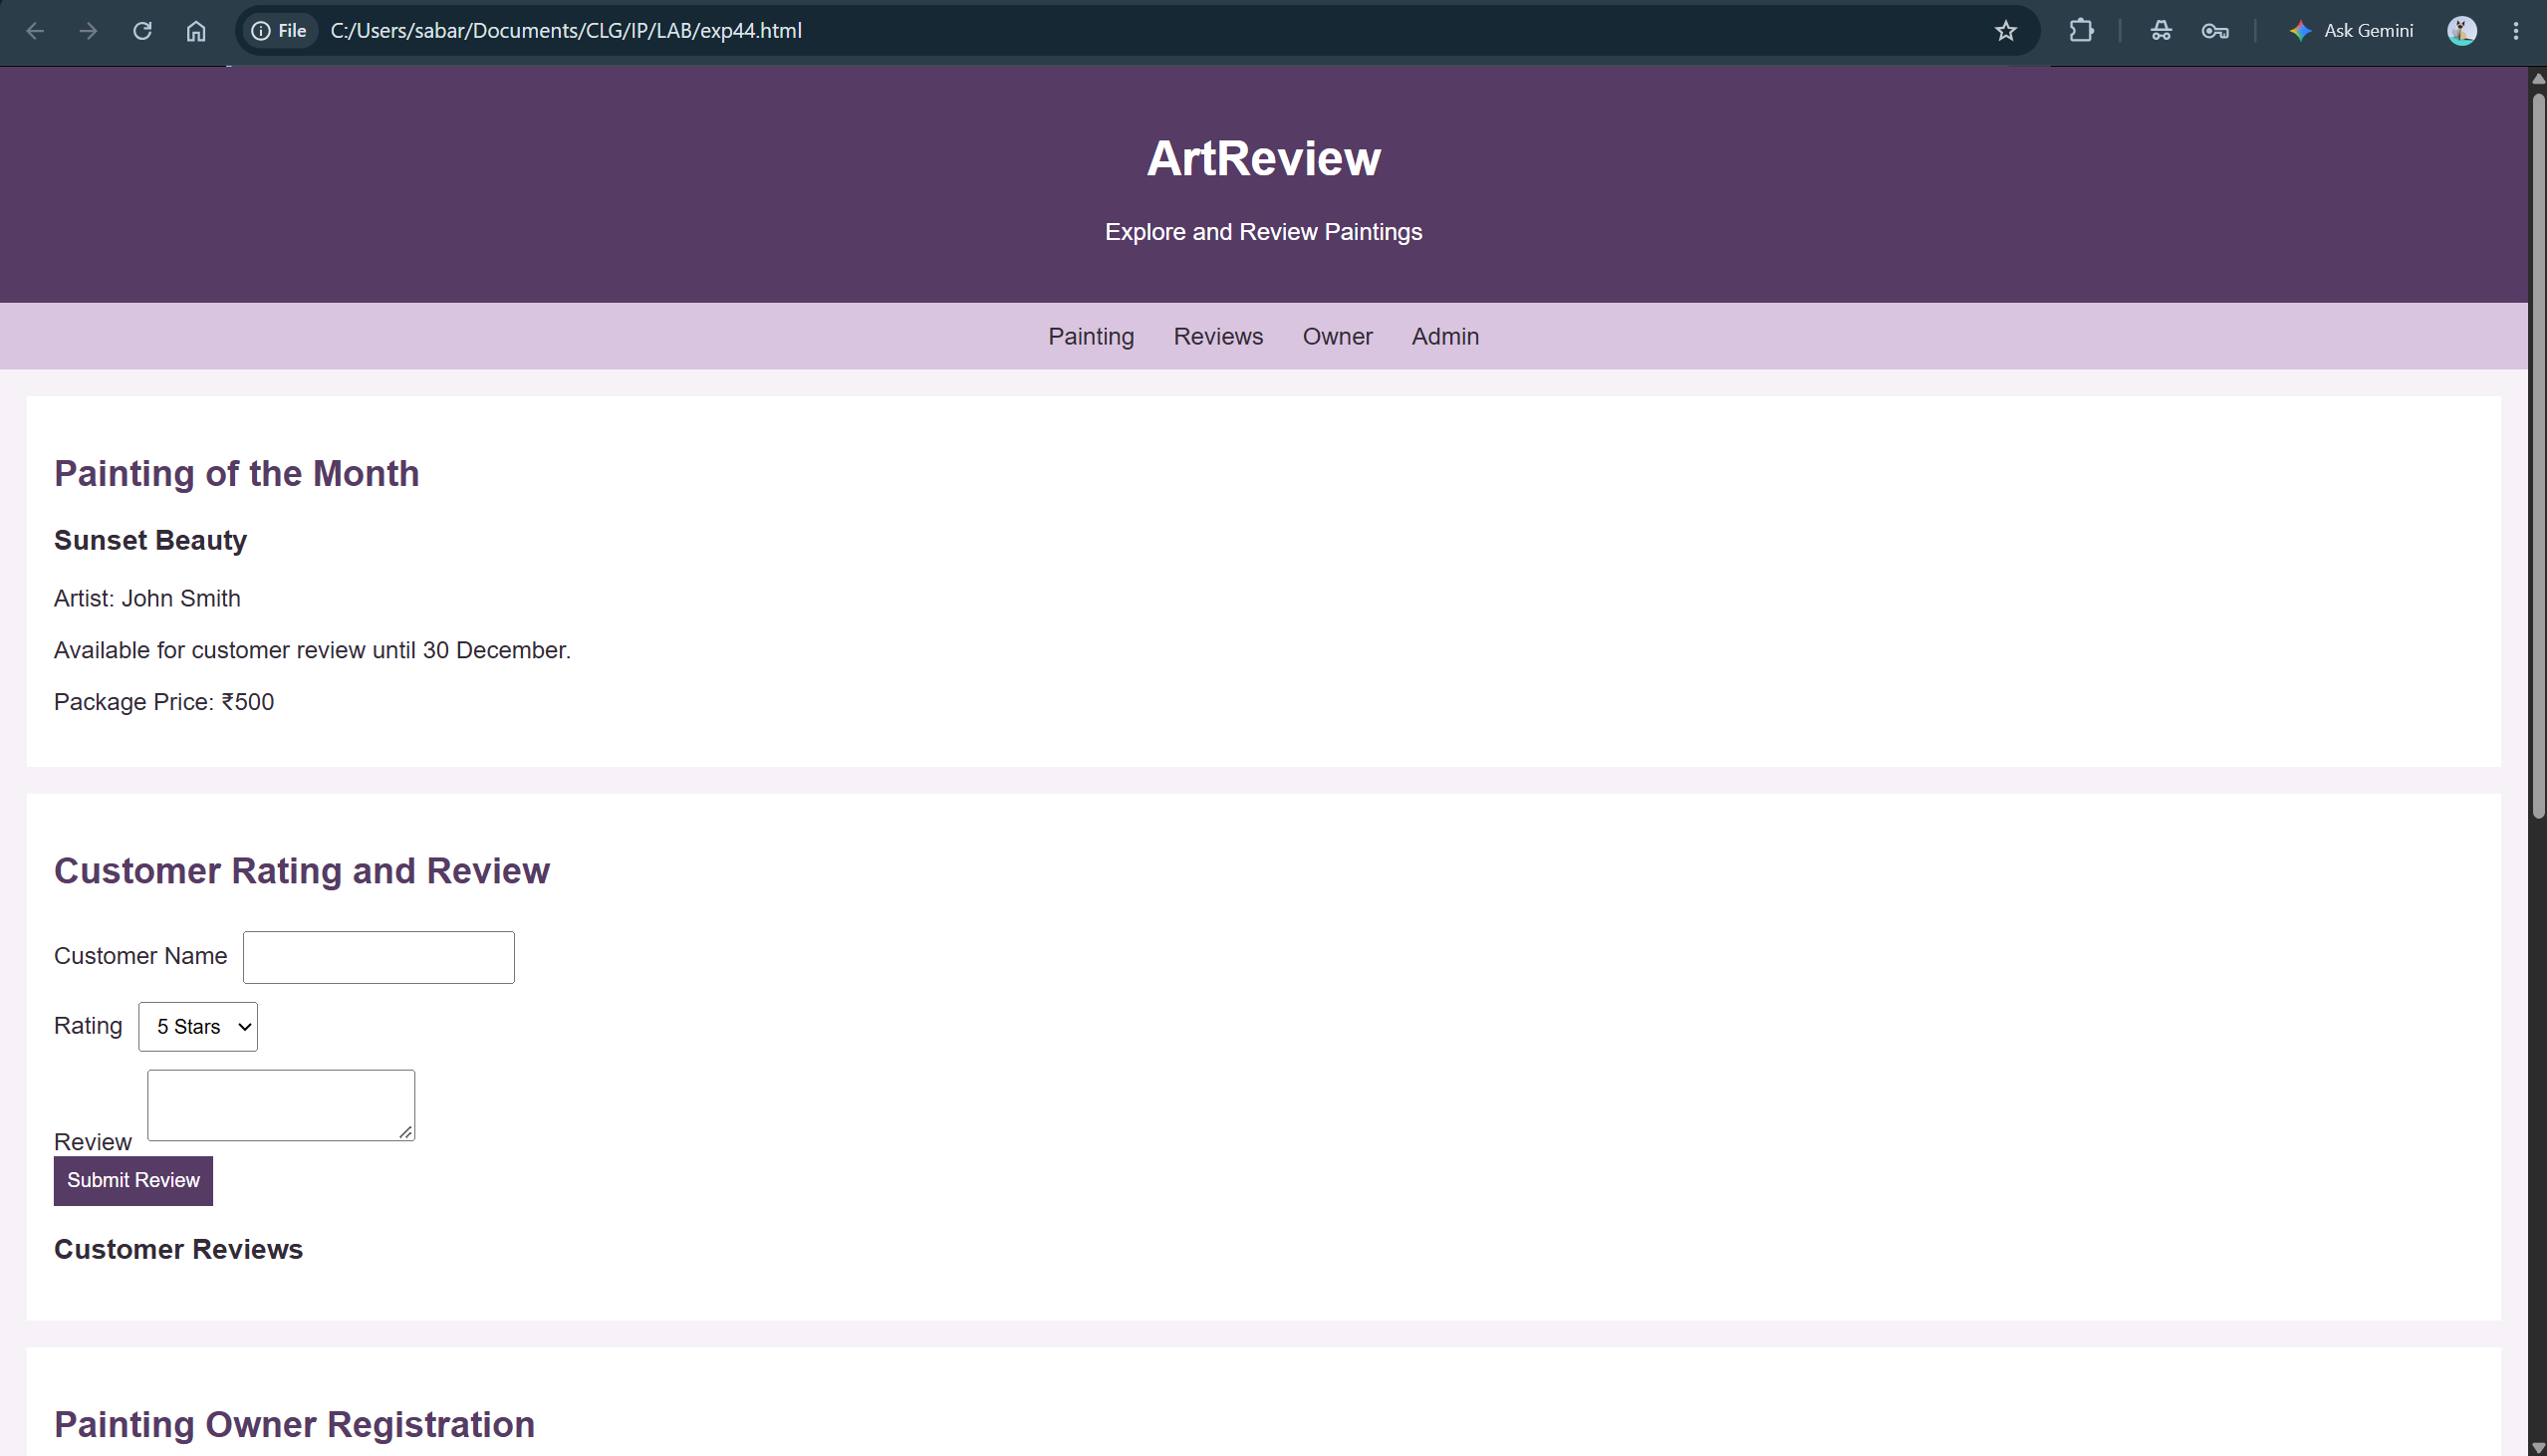 File C:/Users/sabar/Documents/CLG/IP/LAB/exp44.html Ask Gemini
ArtReview
Explore and Review Paintings
Painting Reviews Owner Admin
Painting of the Month
Sunset Beauty
Artist: John Smith
Available for customer review until 30 December.
Package Price: ₹500
Customer Rating and Review
Customer Name
Rating 5 Stars
Review
Submit Review
Customer Reviews
Painting Owner Registration